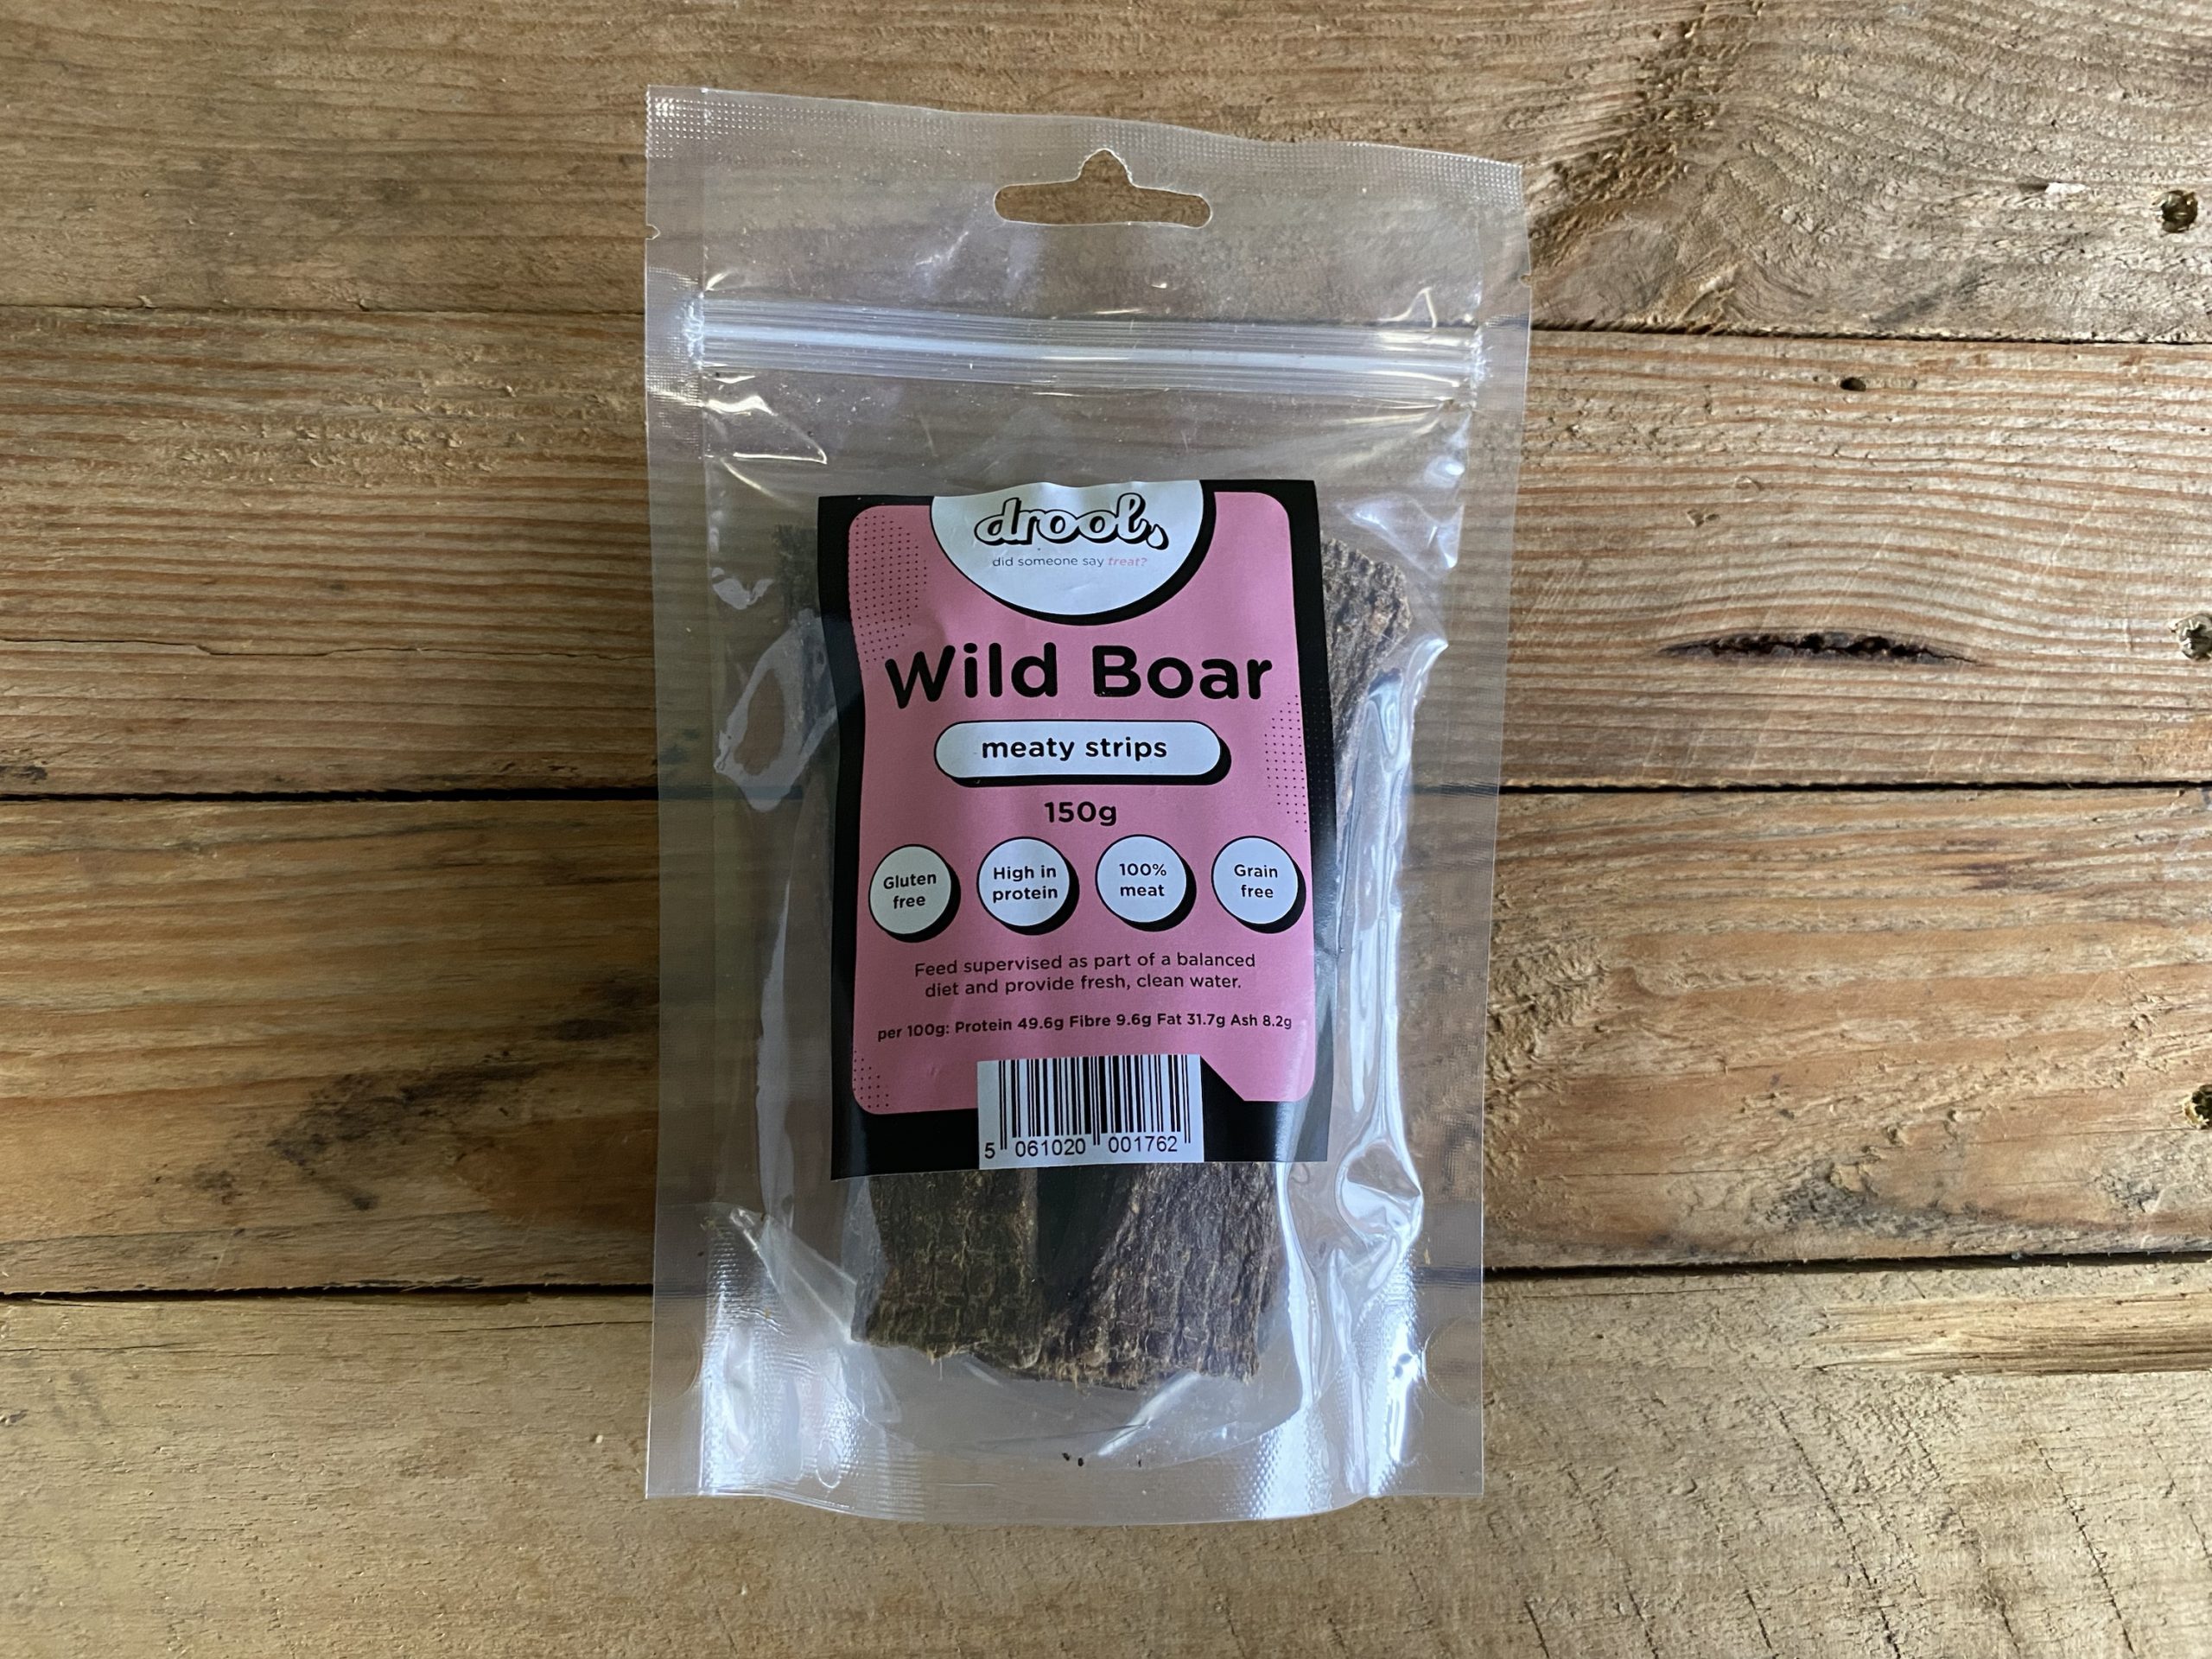 drool.
did someone say treat?
Wild Boar
meaty strips
150g
Gluten
free
High in
protein
100%
meat
Grain
free
Feed supervised as part of a balanced
diet and provide fresh, clean water.
per 100g: Protein 49.6g Fibre 9.6g Fat 31.7g Ash 8.2g
5 061020 001762